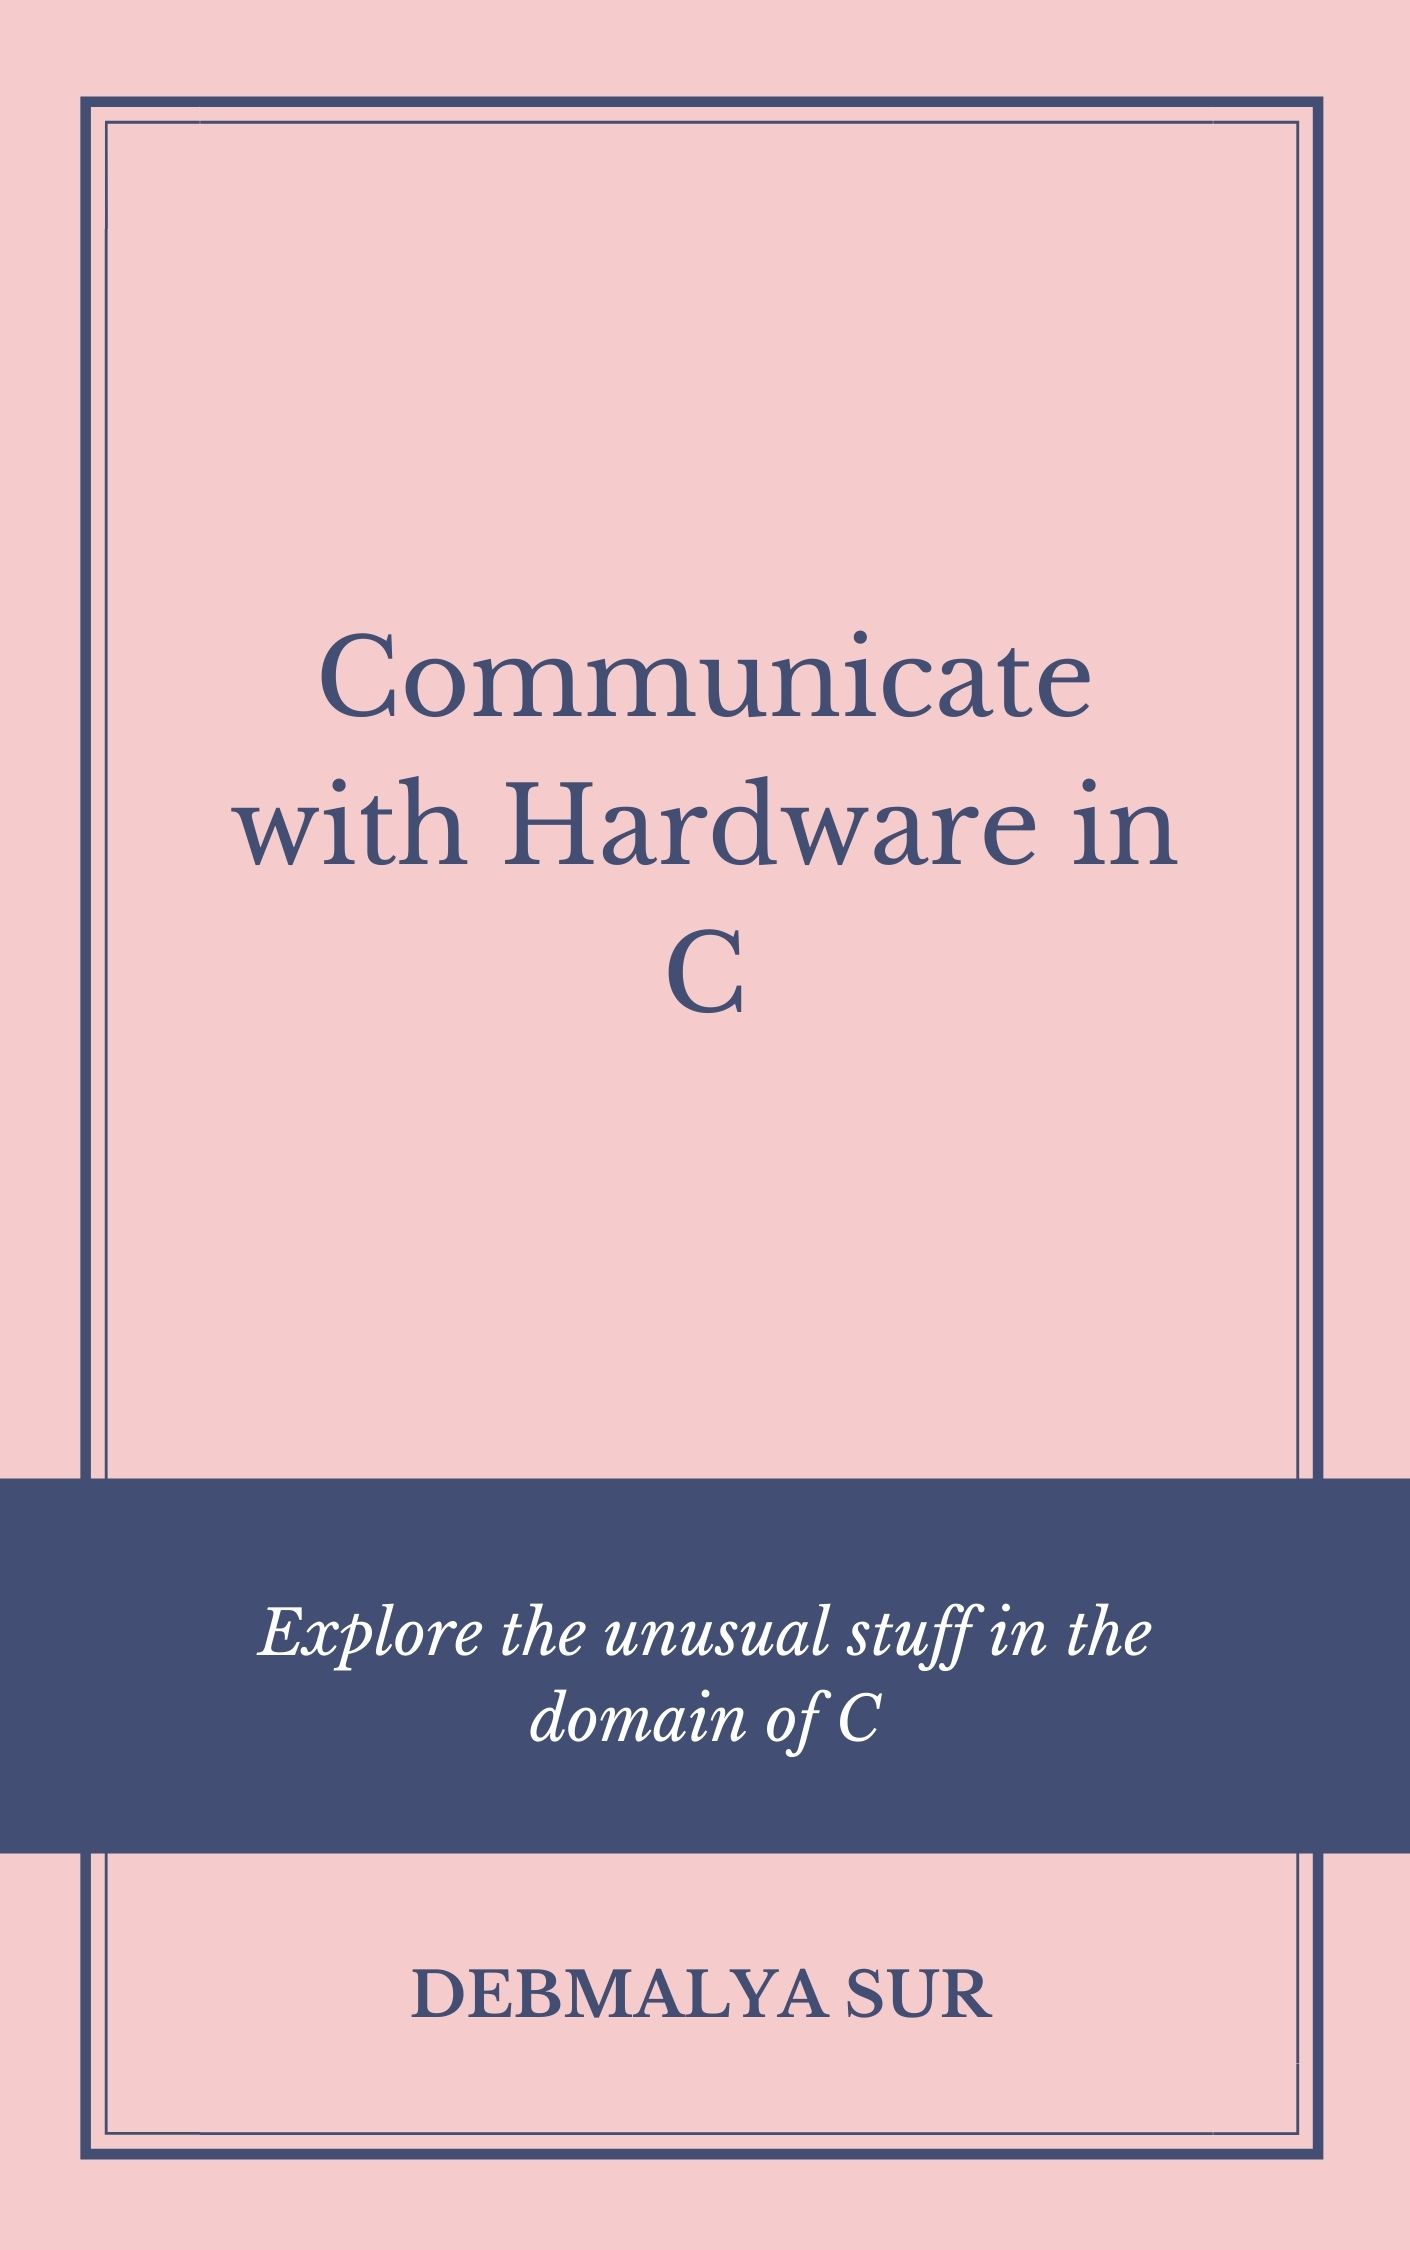 Communicate
with Hardware in
C
Explore the unusual stuff in the
domain of C
DEBMALYA SUR